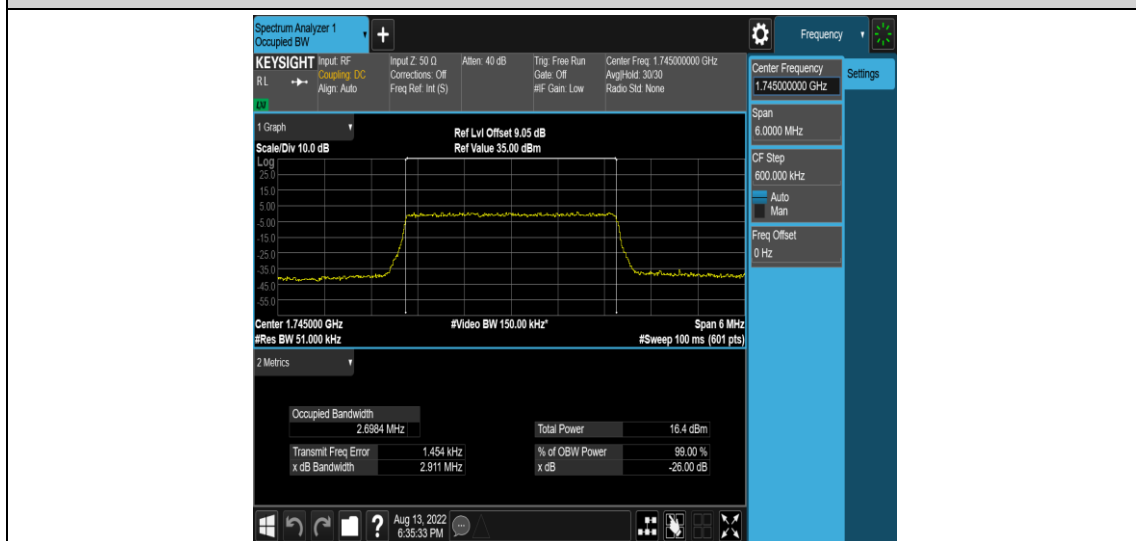 Spectrum Analyzer 1
Occupied BW
+
Frequency
KEYSIGHT
RL
LXI
Input: RF
Coupling: DC
Align: Auto
Input Z: 50 Ω
Corrections: Off
Freq Ref: Int (S)
Atten: 40 dB
Trig: Free Run
Gate: Off
#IF Gain: Low
Center Freq: 1.745000000 GHz
Avg|Hold: 30/30
Radio Std: None
1 Graph
Scale/Div 10.0 dB
Ref Lvl Offset 9.05 dB
Ref Value 35.00 dBm
Log
25.0
15.0
5.00
-5.00
-15.0
-25.0
-35.0
-45.0
-55.0
Center 1.745000 GHz
#Res BW 51.000 kHz
#Video BW 150.00 kHz*
Span 6 MHz
#Sweep 100 ms (601 pts)
2 Metrics
Occupied Bandwidth
2.6984 MHz
Transmit Freq Error 1.454 kHz
x dB Bandwidth 2.911 MHz
Total Power 16.4 dBm
% of OBW Power 99.00 %
x dB -26.00 dB
?
Aug 13, 2022
6:35:33 PM
Center Frequency
1.745000000 GHz
Settings
Span
6.0000 MHz
CF Step
600.000 kHz
Auto
Man
Freq Offset
0 Hz